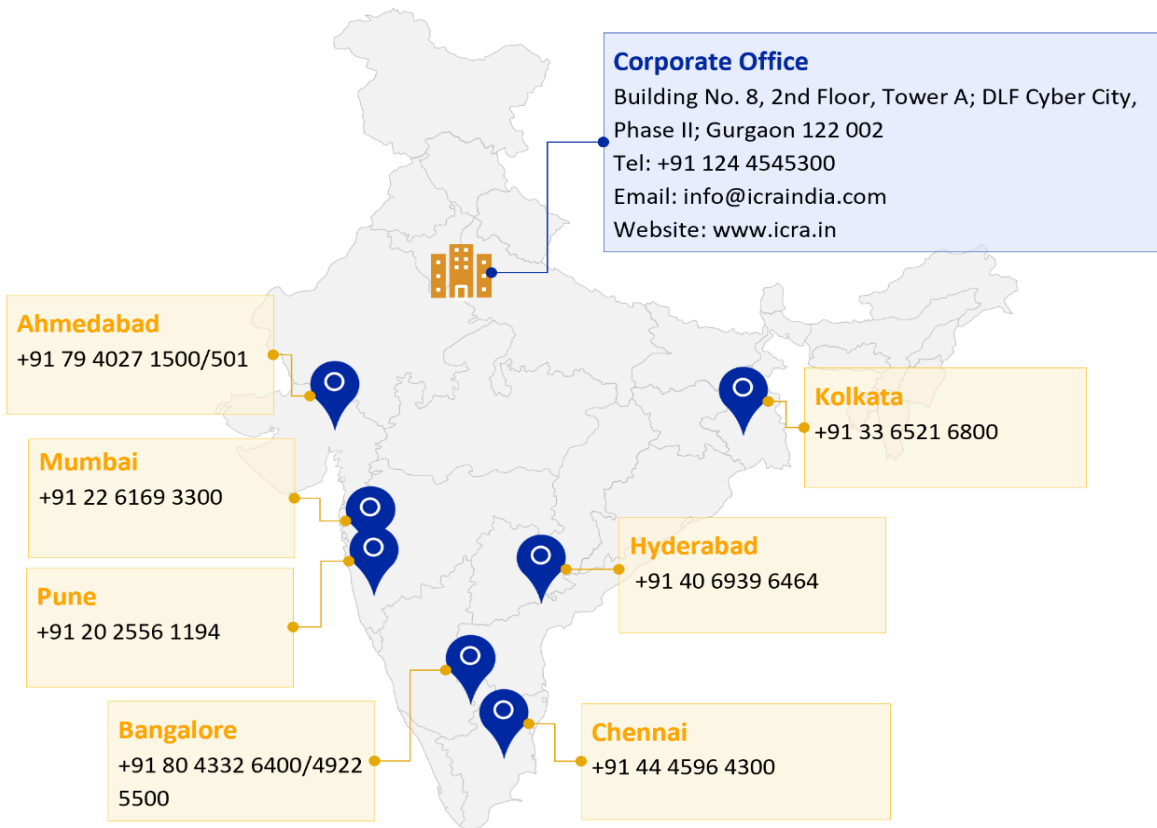 Corporate Office
Building No. 8, 2nd Floor, Tower A; DLF Cyber City,
Phase II; Gurgaon 122 002
Tel: +91 124 4545300
Email: info@icraindia.com
Website: www.icra.in
Ahmedabad
+91 79 4027 1500/501
Kolkata
+91 33 6521 6800
Mumbai
+91 22 6169 3300
Hyderabad
+91 40 6939 6464
Pune
+91 20 2556 1194
Bangalore
+91 80 4332 6400/4922
5500
Chennai
+91 44 4596 4300